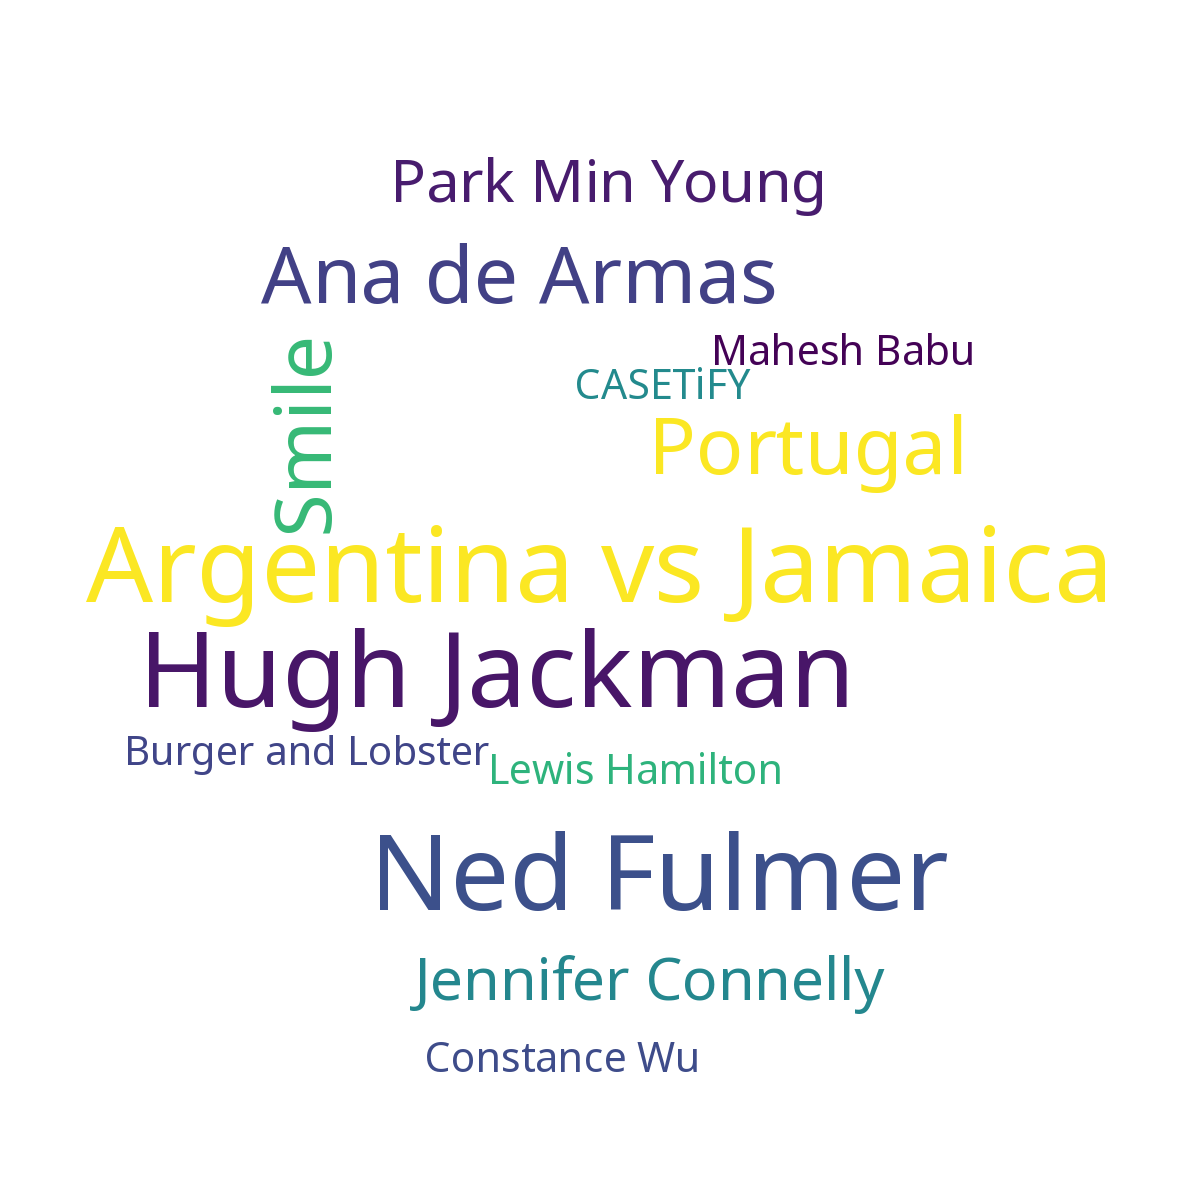 Park Min Young
Ana de Armas
Smile
Mahesh Babu
CASETiFY
Portugal
Argentina vs Jamaica
Hugh Jackman
Burger and Lobster
Lewis Hamilton
Ned Fulmer
Jennifer Connelly
Constance Wu